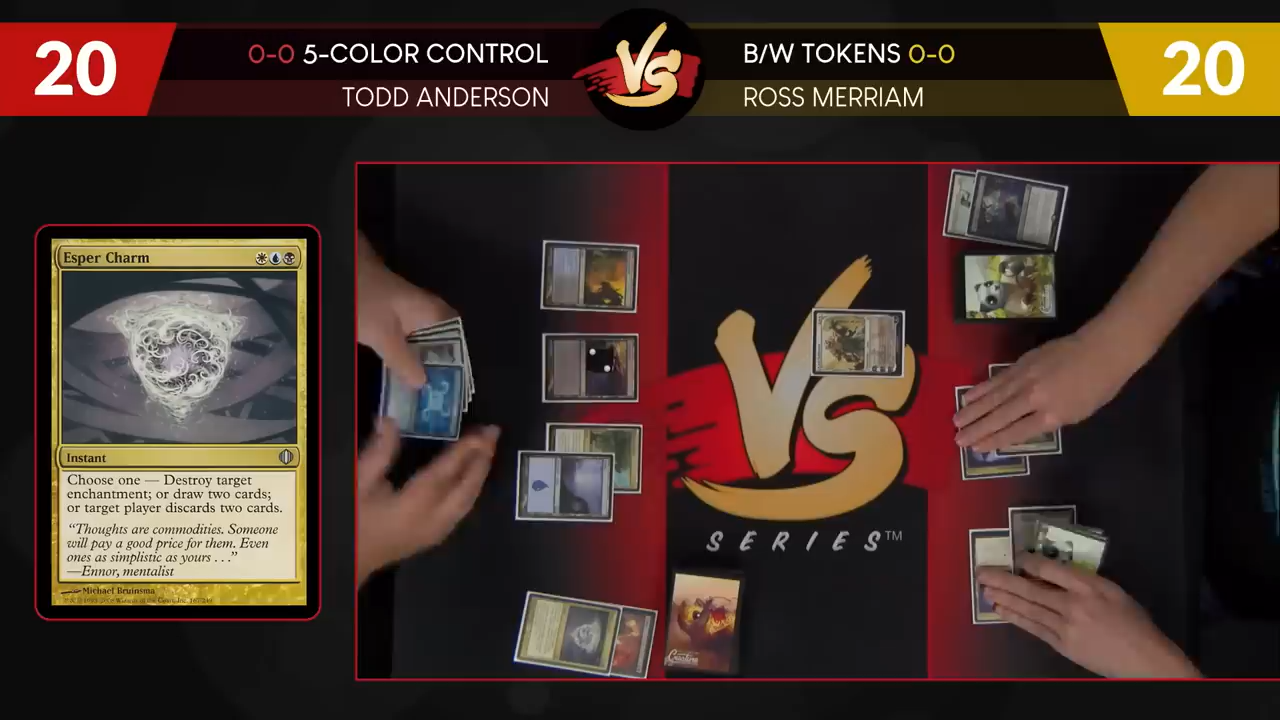 20
0-0 5-COLOR CONTROL
TODD ANDERSON
VS
B/W TOKENS 0-0
ROSS MERRIAM
20
Esper Charm
Instant
Choose one — Destroy target
enchantment; or draw two cards;
or target player discards two cards.
“Thoughts are commodities. Someone
will pay a good price for them. Even
ones as simplistic as yours . . .”
—Ennor, mentalist
Michael Bruinsma
VS
SERIES™